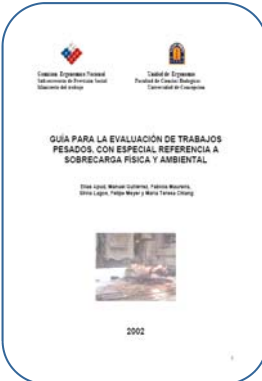 Comisión Ergonómica Nacional
Subsecretaría de Previsión Social
Ministerio del trabajo
Unidad de Ergonomía
Facultad de Ciencias Biológicas
Universidad de Concepción
GUÍA PARA LA EVALUACIÓN DE TRABAJOS
PESADOS, CON ESPECIAL REFERENCIA A
SOBRECARGA FÍSICA Y AMBIENTAL
Elías Apud, Manuel Gutiérrez, Fabiola Maureira,
Silvia Lagos, Felipe Meyer y María Teresa Chiang
2002